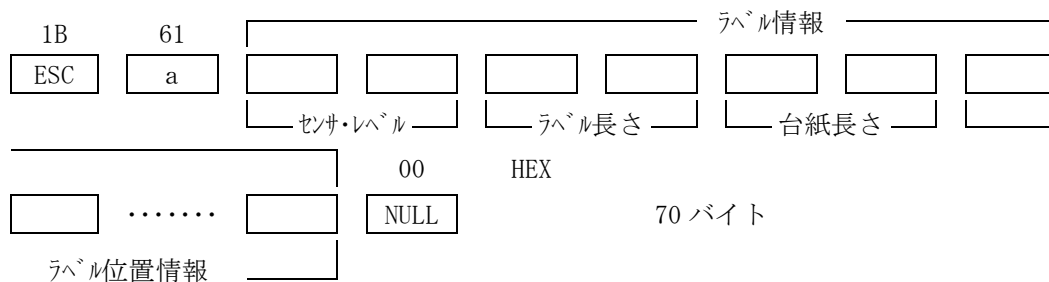 ﾗﾍﾞﾙ情報
1B 61
ESC a
ｾﾝｻ・ﾚﾍﾞﾙ ﾗﾍﾞﾙ長さ 台紙長さ
00 HEX
······· NULL 70 バイト
ﾗﾍﾞﾙ位置情報